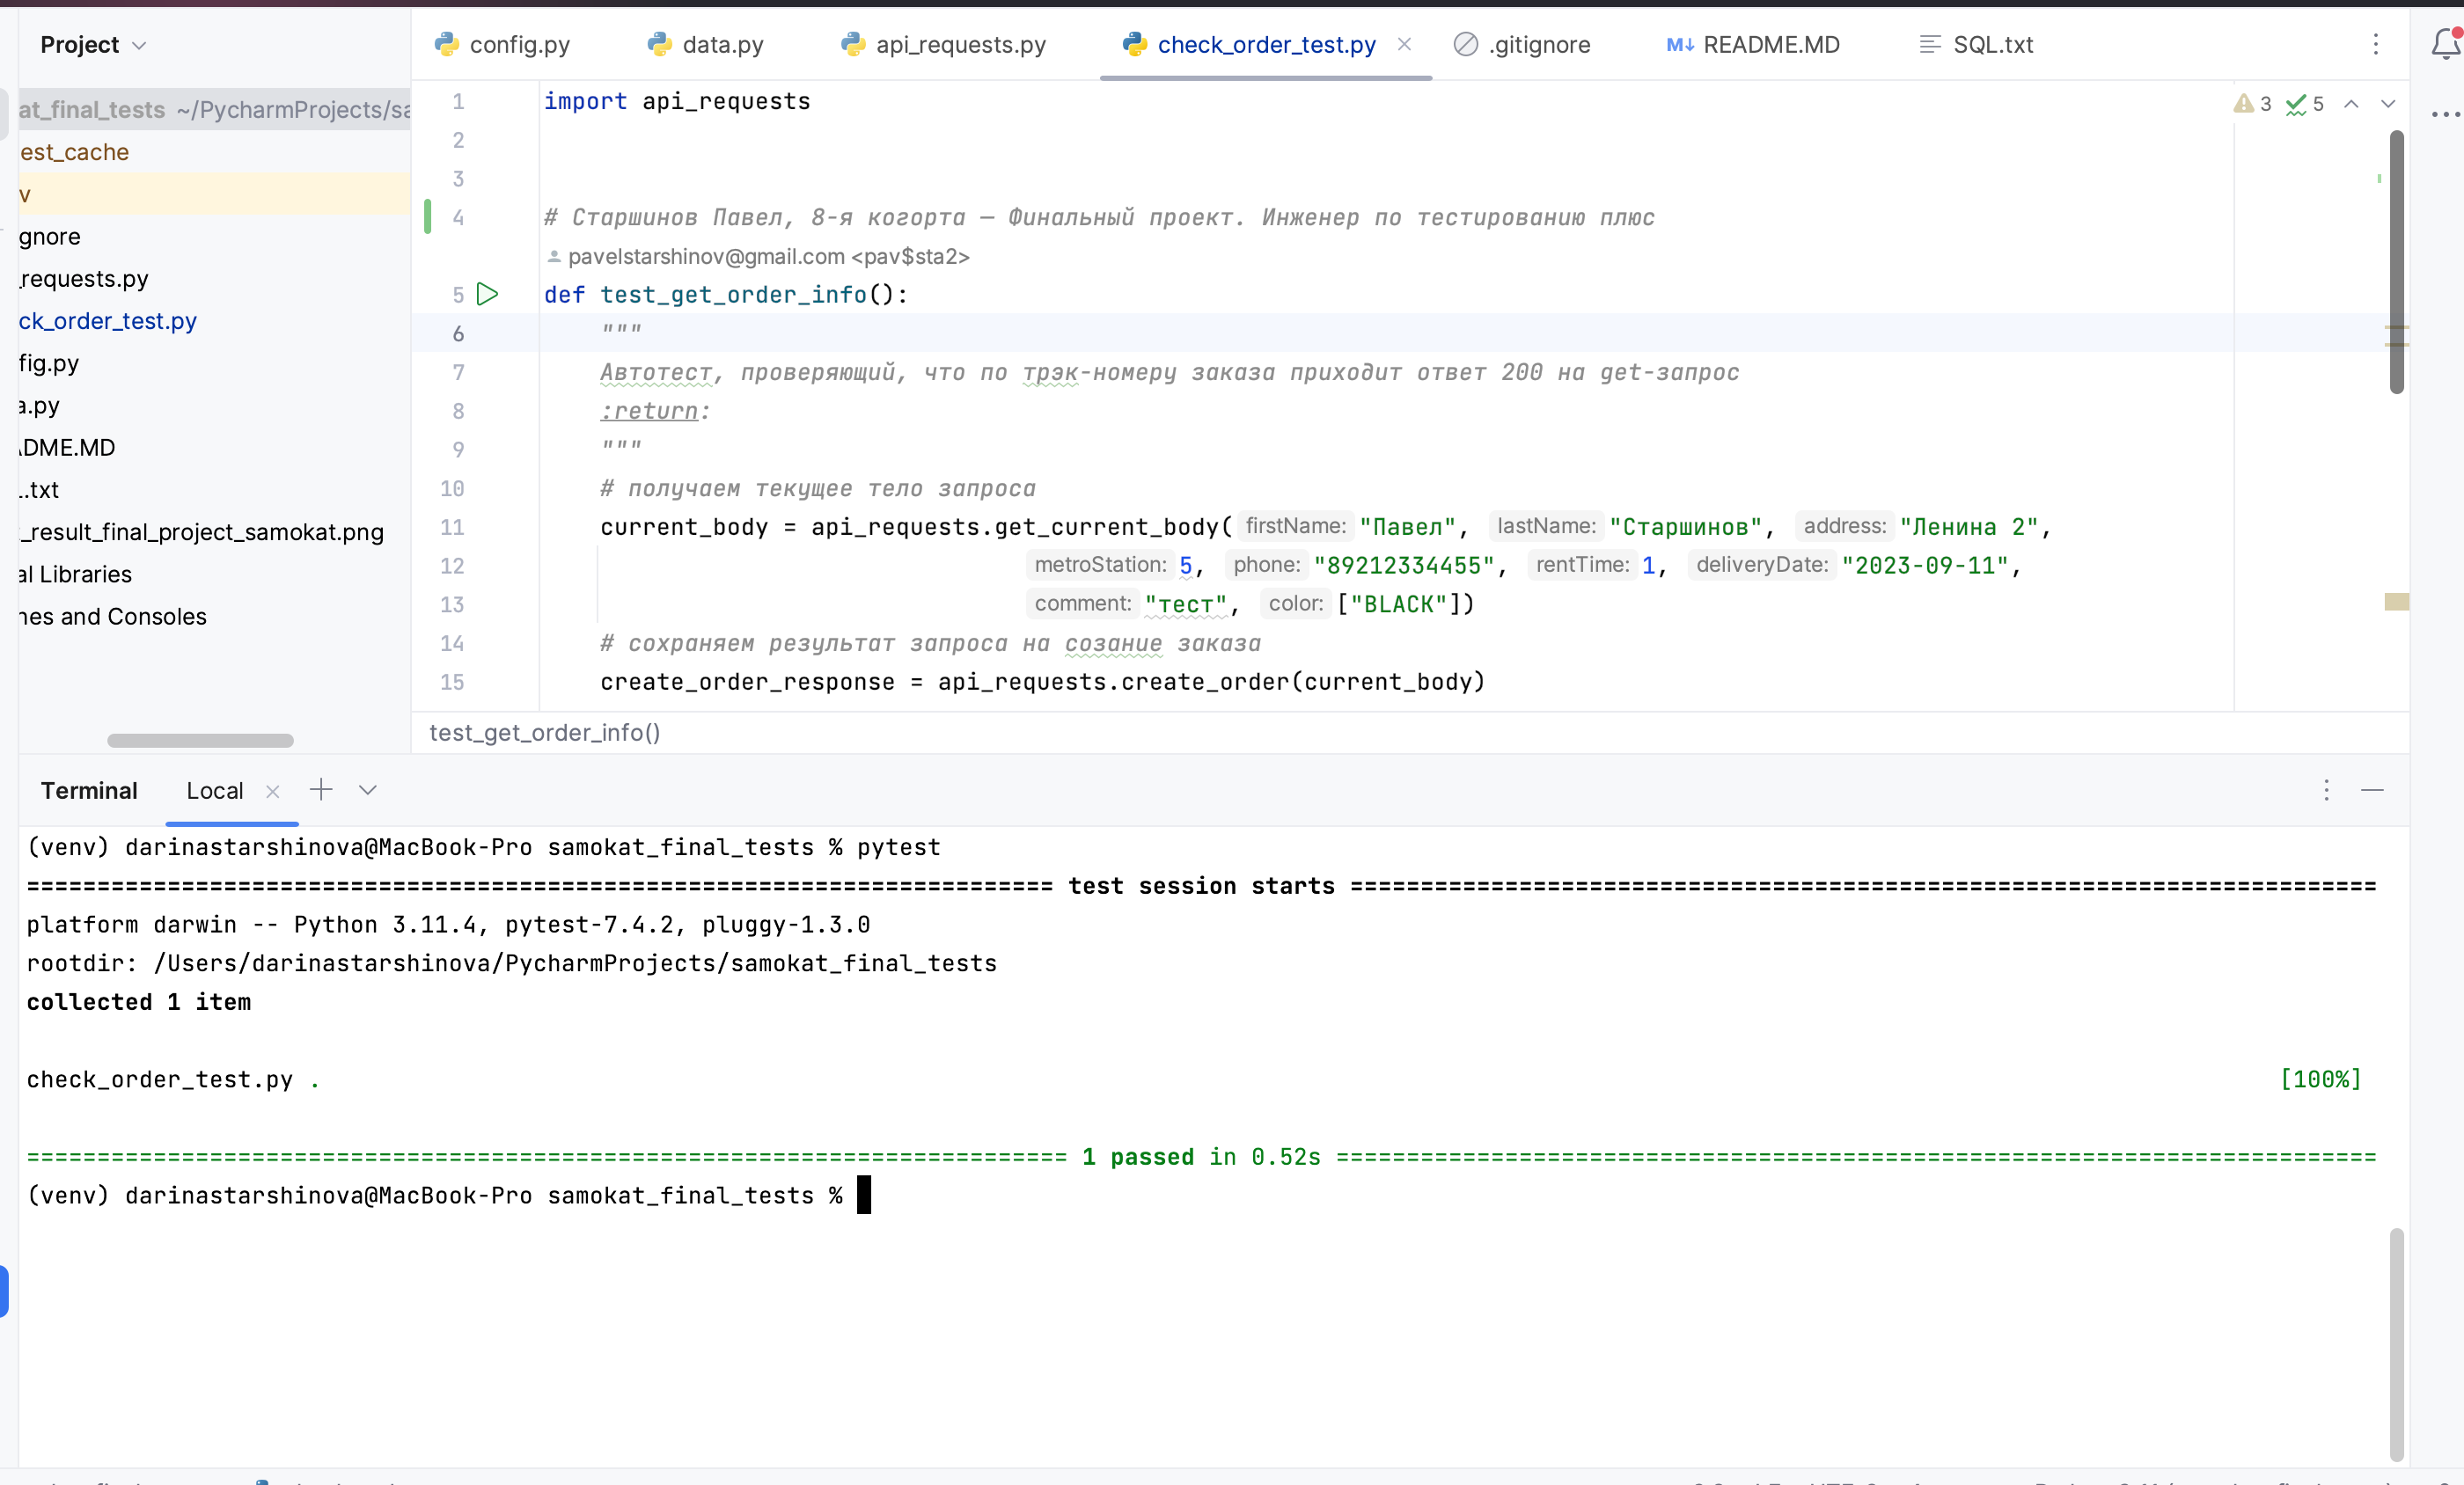 Project
config.py
data.py
api_requests.py
check_order_test.py
.gitignore
M↓ README.MD
SQL.txt
at_final_tests ~/PycharmProjects/sa
est_cache
v
gnore
_requests.py
ck_order_test.py
fig.py
a.py
ADME.MD
L.txt
t_result_final_project_samokat.png
al Libraries
hes and Consoles
3 5
1 import api_requests
2
3
4 # Старшинов Павел, 8-я когорта — Финальный проект. Инженер по тестированию плюс
pavelstarshinov@gmail.com <pav$sta2>
5 def test_get_order_info():
6 """
7 Автотест, проверяющий, что по трэк-номеру заказа приходит ответ 200 на get-запрос
8 :return:
9 """
10 # получаем текущее тело запроса
11 current_body = api_requests.get_current_body( firstName: "Павел", lastName: "Старшинов", address: "Ленина 2",
12 metroStation: 5, phone: "89212334455", rentTime: 1, deliveryDate: "2023-09-11",
13 comment: "тест", color: ["BLACK"])
14 # сохраняем результат запроса на созание заказа
15 create_order_response = api_requests.create_order(current_body)
test_get_order_info()
Terminal Local
(venv) darinastarshinova@MacBook-Pro samokat_final_tests % pytest
========================================================================= test session starts =========================================================================
platform darwin -- Python 3.11.4, pytest-7.4.2, pluggy-1.3.0
rootdir: /Users/darinastarshinova/PycharmProjects/samokat_final_tests
collected 1 item
check_order_test.py . [100%]
========================================================================== 1 passed in 0.52s ==========================================================================
(venv) darinastarshinova@MacBook-Pro samokat_final_tests %